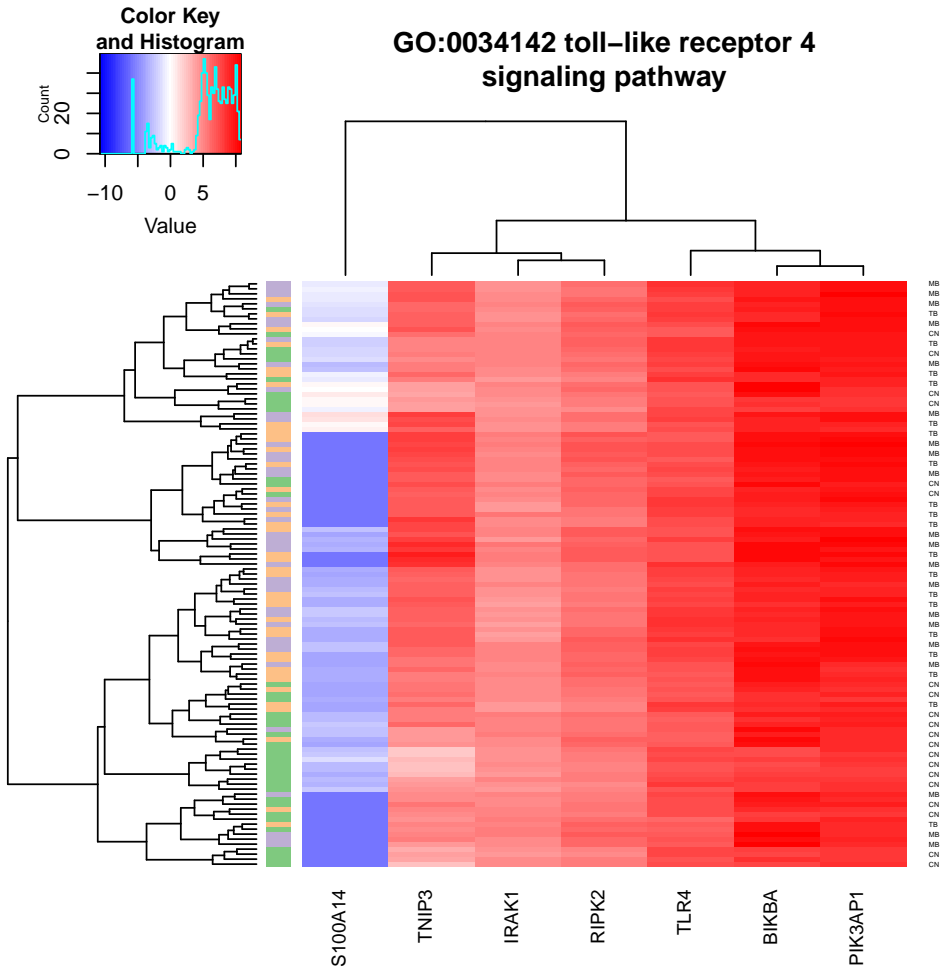 Color Key
and Histogram
GO:0034142 toll−like receptor 4
signaling pathway
Count
0
20
−10
0
5
Value
MB
MB
MB
TB
MB
CN
TB
CN
MB
TB
TB
CN
CN
MB
TB
TB
MB
MB
TB
MB
CN
CN
TB
TB
TB
MB
MB
TB
MB
TB
MB
TB
TB
MB
MB
TB
MB
TB
MB
TB
CN
CN
TB
CN
CN
CN
CN
CN
CN
CN
CN
MB
CN
CN
TB
MB
MB
CN
CN
S100A14
TNIP3
IRAK1
RIPK2
TLR4
BIKBA
PIK3AP1